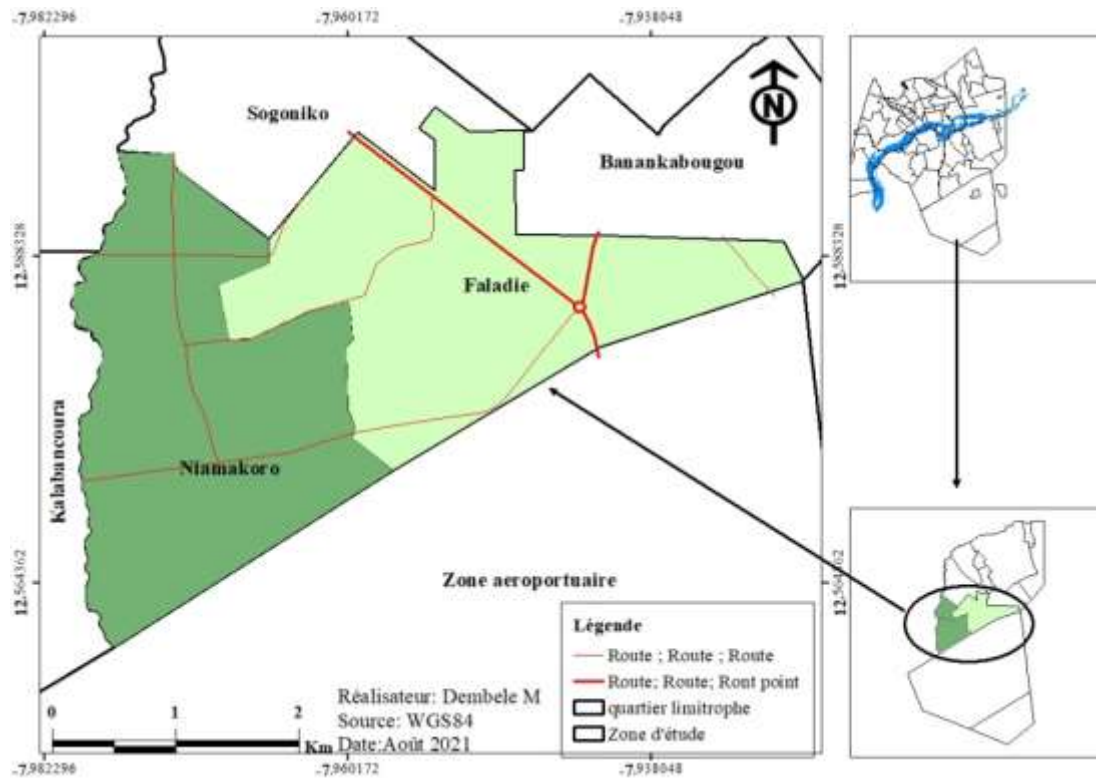 -7,982296 -7,960172 -7,938048
Sogoniko
Banankabougou
N
12,588328 12,588328
Faladie
Kalabancoura
Niamakoro
12,564362 12,564362
Zone aeroportuaire
Lègende
Route ; Route ; Route
Route; Route; Ront point
quartier limitrophe
Zone d'étude
Réalisateur: Dembele M
Source: WGS84
Date:Août 2021
0 1 2
Km
-7,982296 -7,960172 -7,938048